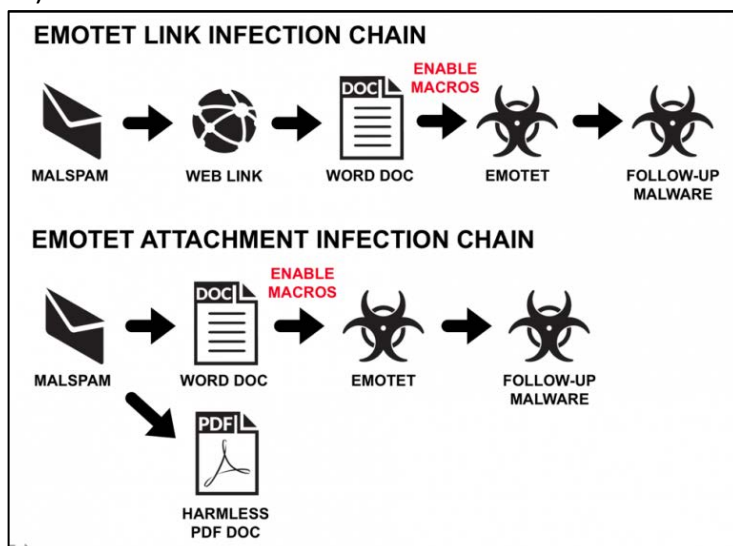 EMOTET LINK INFECTION CHAIN
ENABLE
MACROS
DOC
MALSPAM
WEB LINK
WORD DOC
EMOTET
FOLLOW-UP
MALWARE
EMOTET ATTACHMENT INFECTION CHAIN
ENABLE
MACROS
DOC
MALSPAM
WORD DOC
EMOTET
FOLLOW-UP
MALWARE
PDF
HARMLESS
PDF DOC